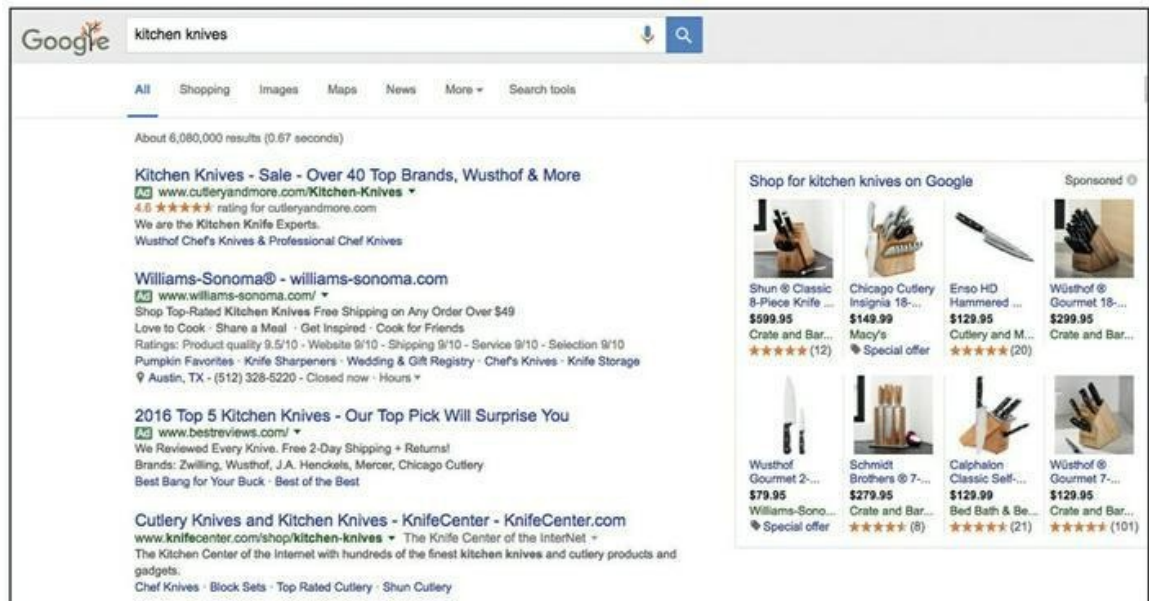 Google
kitchen knives
All Shopping Images Maps News More Search tools
About 6,080,000 results (0.67 seconds)
Kitchen Knives - Sale - Over 40 Top Brands, Wusthof & More
Ad www.cutleryandmore.com/Kitchen-Knives
4.6 ★★★★★ rating for cutleryandmore.com
We are the Kitchen Knife Experts.
Wusthof Chef's Knives & Professional Chef Knives
Williams-Sonoma® - williams-sonoma.com
Ad www.williams-sonoma.com/
Shop Top-Rated Kitchen Knives Free Shipping on Any Order Over $49
Love to Cook · Share a Meal · Get Inspired · Cook for Friends
Ratings: Product quality 9.5/10 - Website 9/10 - Shipping 9/10 - Service 9/10 - Selection 9/10
Pumpkin Favorites · Knife Sharpeners · Wedding & Gift Registry · Chef's Knives · Knife Storage
Austin, TX - (512) 328-5220 - Closed now · Hours
2016 Top 5 Kitchen Knives - Our Top Pick Will Surprise You
Ad www.bestreviews.com/
We Reviewed Every Knive. Free 2-Day Shipping + Returns!
Brands: Zwilling, Wusthof, J.A. Henckels, Mercer, Chicago Cutlery
Best Bang for Your Buck · Best of the Best
Cutlery Knives and Kitchen Knives - KnifeCenter - KnifeCenter.com
www.knifecenter.com/shop/kitchen-knives The Knife Center of the InterNet
The Kitchen Center of the Internet with hundreds of the finest kitchen knives and cutlery products and
gadgets.
Chef Knives · Block Sets · Top Rated Cutlery · Shun Cutlery
Shop for kitchen knives on Google Sponsored
Shun ® Classic
8-Piece Knife ...
$599.95
Crate and Bar...
★★★★★ (12)
Chicago Cutlery
Insignia 18-...
$149.99
Macy's
Special offer
Enso HD
Hammered ...
$129.95
Cutlery and M...
★★★★★ (20)
Wüsthof ®
Gourmet 18-...
$299.95
Crate and Bar...
Wusthof
Gourmet 2-...
$79.95
Williams-Sono...
Special offer
Schmidt
Brothers ® 7-...
$279.95
Crate and Bar...
★★★★★ (8)
Calphalon
Classic Self-...
$129.99
Bed Bath & Be...
★★★★★ (21)
Wüsthof ®
Gourmet 7-...
$129.95
Crate and Bar...
★★★★★ (101)